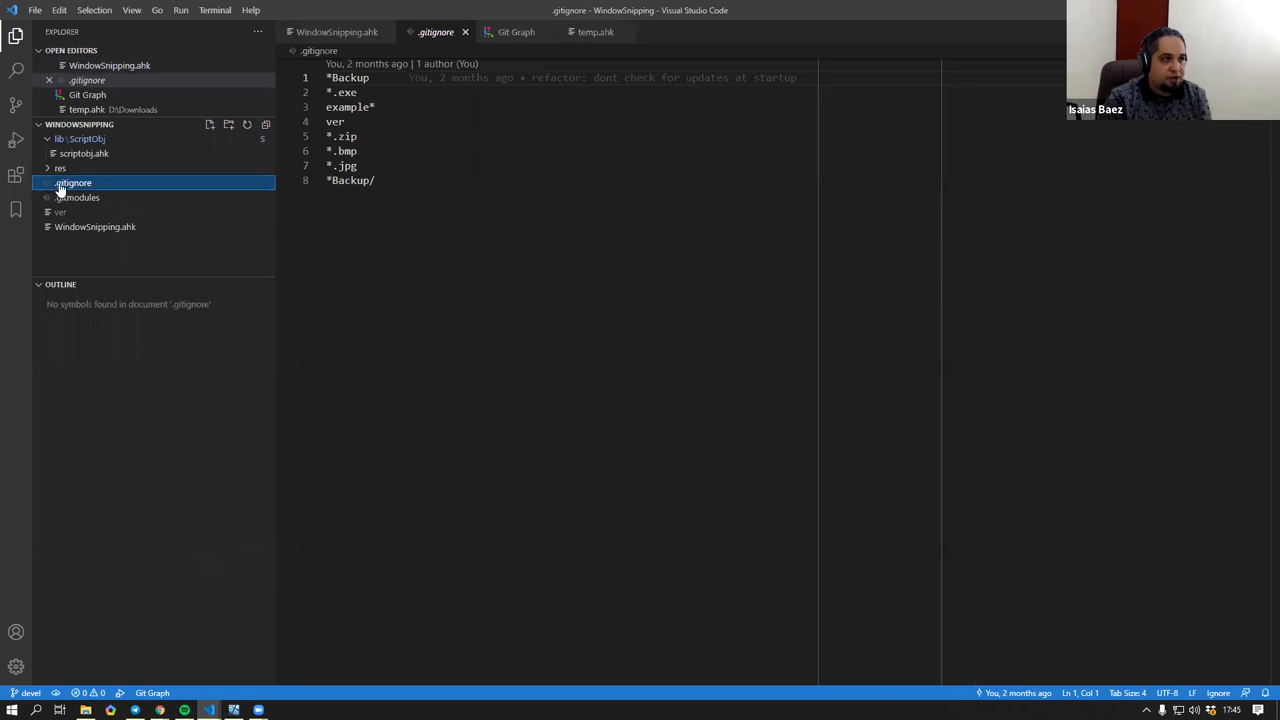 File Edit Selection View Go Run Terminal Help
.gitignore - WindowSnipping - Visual Studio Code
EXPLORER
OPEN EDITORS
WindowSnipping.ahk
.gitignore
Git Graph
temp.ahk D:\Downloads
WINDOWSNIPPING
lib \ ScriptObj S
scriptobj.ahk
res
.gitignore
.gitmodules
ver
WindowSnipping.ahk
OUTLINE
No symbols found in document '.gitignore'
WindowSnipping.ahk .gitignore Git Graph temp.ahk
.gitignore
You, 2 months ago | 1 author (You)
1 *Backup You, 2 months ago • refactor: dont check for updates at startup
2 *.exe
3 example*
4 ver
5 *.zip
6 *.bmp
7 *.jpg
8 *Backup/
Isaias Baez
devel 0 0 Git Graph
You, 2 months ago Ln 1, Col 1 Tab Size: 4 UTF-8 LF Ignore
17:45